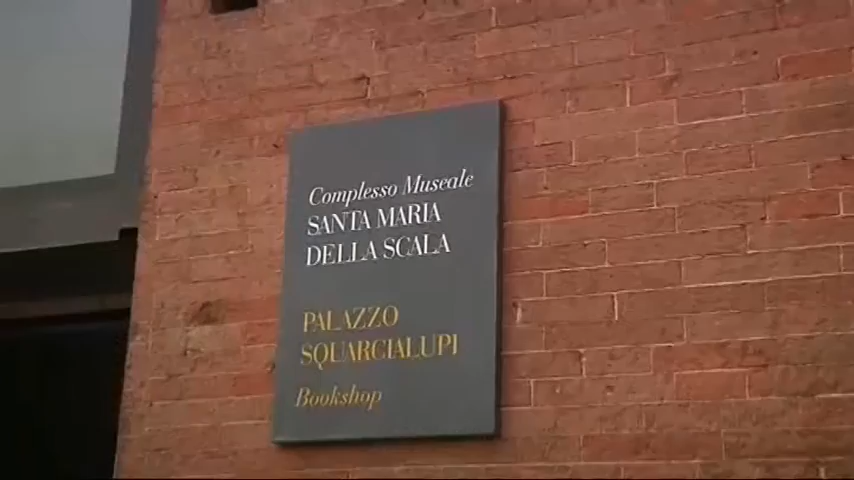 Complesso Museale
SANTA MARIA
DELLA SCALA
PALAZZO
SQUARCIALUPI
Bookshop